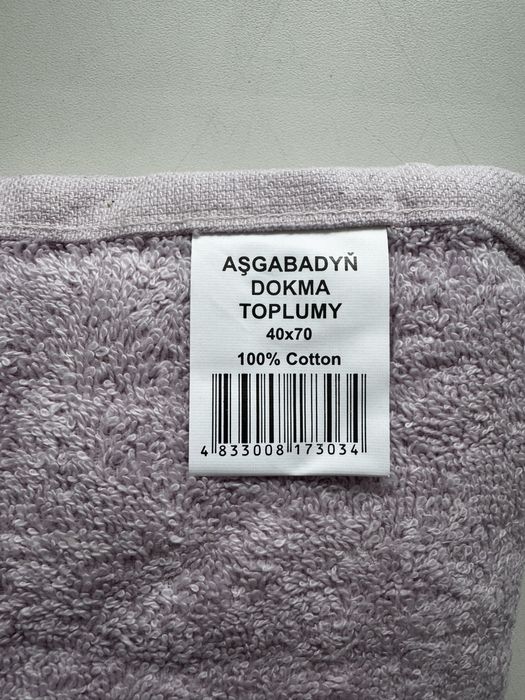 AŞGABADYŇ
DOKMA
TOPLUMY
40x70
100% Cotton
4 833008 173034